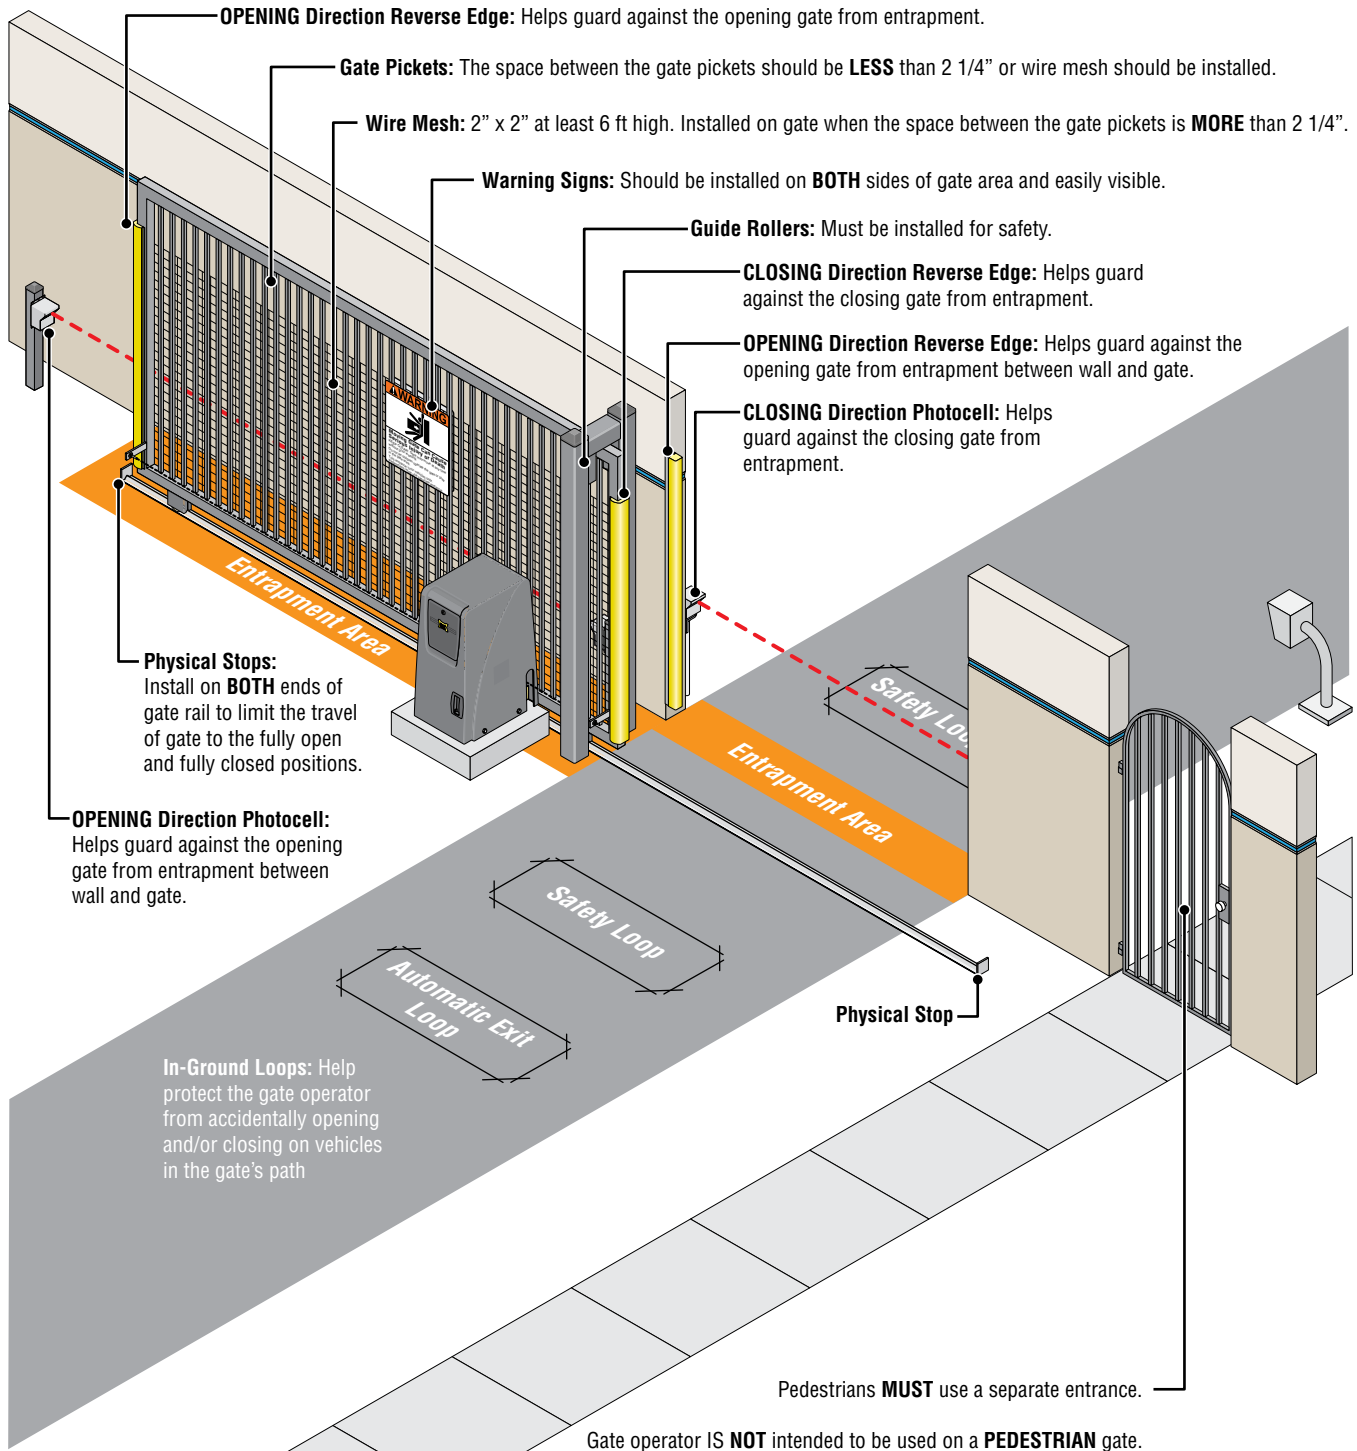 OPENING Direction Reverse Edge: Helps guard against the opening gate from entrapment.
Gate Pickets: The space between the gate pickets should be LESS than 2 1/4” or wire mesh should be installed.
Wire Mesh: 2” x 2” at least 6 ft high. Installed on gate when the space between the gate pickets is MORE than 2 1/4”.
Warning Signs: Should be installed on BOTH sides of gate area and easily visible.
Guide Rollers: Must be installed for safety.
CLOSING Direction Reverse Edge: Helps guard
against the closing gate from entrapment.
OPENING Direction Reverse Edge: Helps guard against the
opening gate from entrapment between wall and gate.
CLOSING Direction Photocell: Helps
guard against the closing gate from
entrapment.
WARNING
Moving Gate Can Cause
Serious Injury or Death
Entrapment Area
Physical Stops:
Install on BOTH ends of
gate rail to limit the travel
of gate to the fully open
and fully closed positions.
Safety Loop
Entrapment Area
OPENING Direction Photocell:
Helps guard against the opening
gate from entrapment between
wall and gate.
Safety Loop
Automatic Exit
Loop
Physical Stop
In-Ground Loops: Help
protect the gate operator
from accidentally opening
and/or closing on vehicles
in the gate’s path
Pedestrians MUST use a separate entrance.
Gate operator IS NOT intended to be used on a PEDESTRIAN gate.